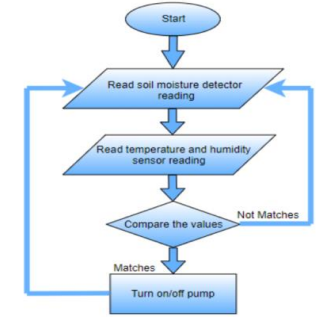 Start
Read soil moisture detector
reading
Read temperature and humidity
sensor reading
Compare the values
Not Matches
Matches
Turn on/off pump